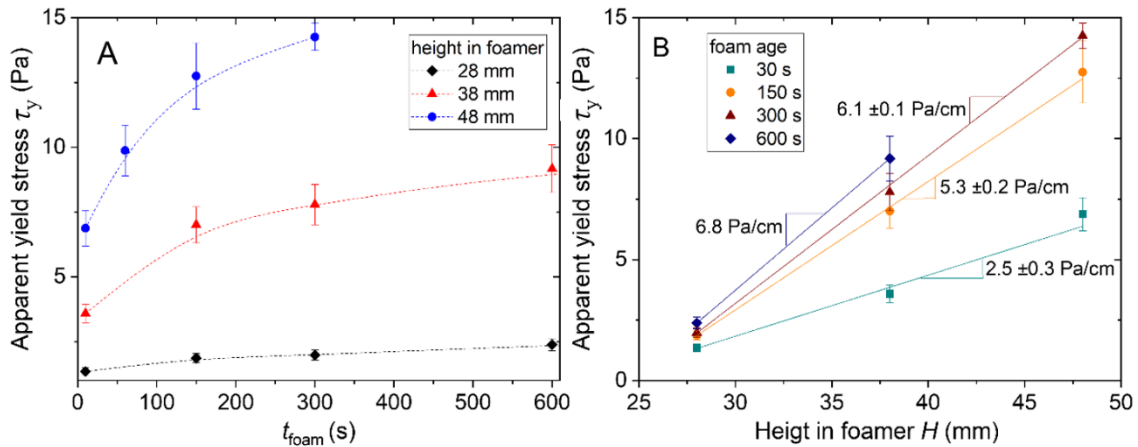 A
height in foamer
28 mm
38 mm
48 mm
15
10
5
0 100 200 300 400 500 600
Apparent yield stress τy (Pa)
tfoam (s)
B
foam age
30 s
150 s
300 s
600 s
6.1 ±0.1 Pa/cm
5.3 ±0.2 Pa/cm
6.8 Pa/cm
2.5 ±0.3 Pa/cm
15
10
5
0
25 30 35 40 45 50
Apparent yield stress τy (Pa)
Heigt in foamer H (mm)